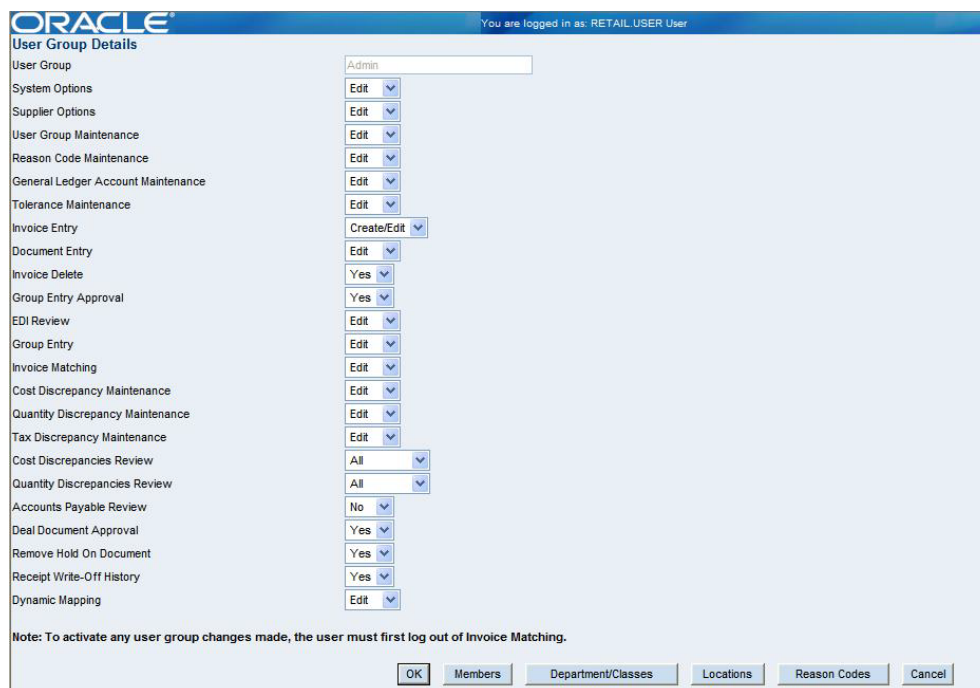 ORACLE®
You are logged in as: RETAIL.USER User
User Group Details
User Group Admin
System Options Edit
Supplier Options Edit
User Group Maintenance Edit
Reason Code Maintenance Edit
General Ledger Account Maintenance Edit
Tolerance Maintenance Edit
Invoice Entry Create/Edit
Document Entry Edit
Invoice Delete Yes
Group Entry Approval Yes
EDI Review Edit
Group Entry Edit
Invoice Matching Edit
Cost Discrepancy Maintenance Edit
Quantity Discrepancy Maintenance Edit
Tax Discrepancy Maintenance Edit
Cost Discrepancies Review All
Quantity Discrepancies Review All
Accounts Payable Review No
Deal Document Approval Yes
Remove Hold On Document Yes
Receipt Write-Off History Yes
Dynamic Mapping Edit
Note: To activate any user group changes made, the user must first log out of Invoice Matching.
OK Members Department/Classes Locations Reason Codes Cancel